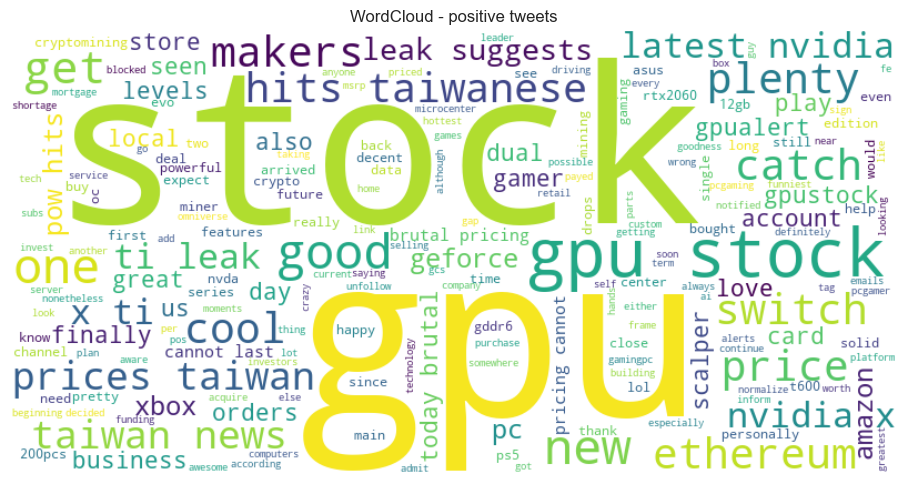 WordCloud - positive tweets
cryptomining
store
makers
leader
leak suggests
anyone
priced
driving
box
guy
latest nvidia
fe
get
seen
blocked
msrp
see
asus
every
mortgage
levels
evo
hits taiwanese
microcenter
hottest
rtx2060
12gb
plenty
even
shortage
stock
gaming
mining
play
edition
sign
near
local
go
two
also
back
games
gpualert
long
still
would
pow hits
deal
taking
decent
dual
although
possible
catch
tech
service
powerful
arrived
data
gamer
single
goodness
wrong
like
oc
expect
crypto
home
retail
payed
drops
gpustock
pcgaming
funniest
subs
buy
miner
omniverse
future
link
parts
notified
account
help
looking
one
ti leak
first
add
features
really
good
brutal pricing
gap
custom
getting
bought
definitely
invest
another
great
nvda
current
saying
geforce
selling
gpu stock
soon
term
server
x ti
us
series
day
unfollow
gcs
company
time
center
self
always
love
tag
emails
pcgamer
look
nonetheless
moments
crazy
hands
either
ai
switch
know
finally
per
pos
cool
thing
happy
gddr6
purchase
close
frame
scalper
card
alerts
continue
solid
channel
plan
aware
cannot last
lot
investors
since
technology
today brutal
somewhere
pricing cannot
gamingpc
building
price
platform
prices taiwan
need
pretty
acquire
else
gpu
lol
t600
worth
normalize
inform
beginning
decided
xbox
funding
orders
main
pc
especially
nvidia x
amazon
taiwan news
ps5
thank
personally
200pcs
business
computers
according
awesome
admit
got
new
ethereum
greatest